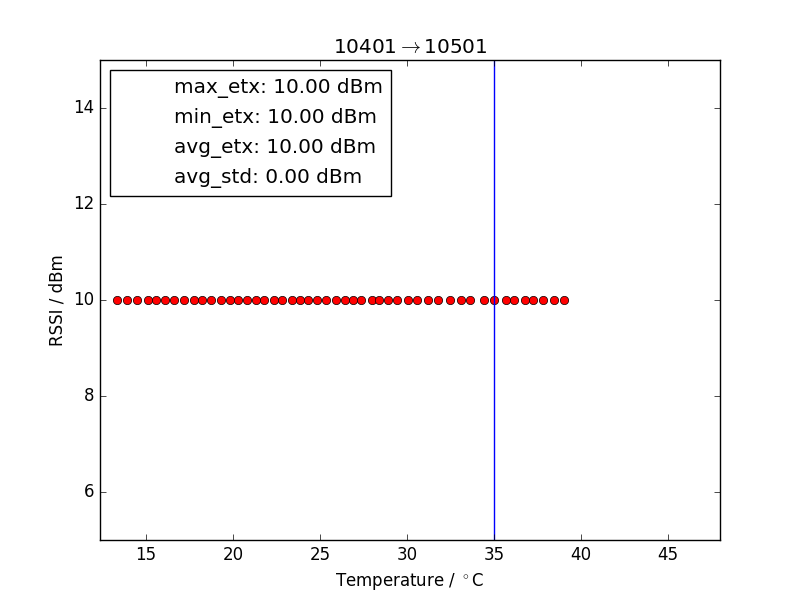 10401→10501
max_etx: 10.00 dBm
min_etx: 10.00 dBm
avg_etx: 10.00 dBm
avg_std: 0.00 dBm
RSSI / dBm
14
12
10
8
6
15 20 25 30 35 40 45
Temperature / °C